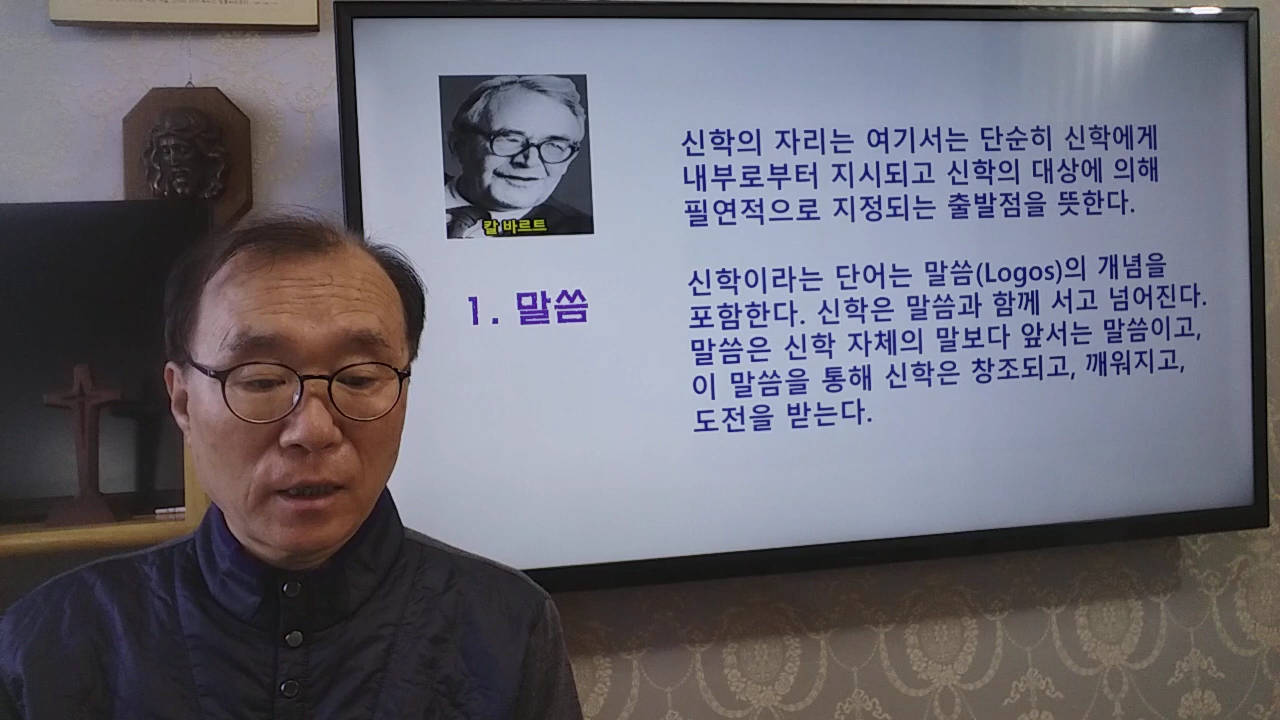 칼 바르트
1. 말씀
신학의 자리는 여기서는 단순히 신학에게
내부로부터 지시되고 신학의 대상에 의해
필연적으로 지정되는 출발점을 뜻한다.
신학이라는 단어는 말씀(Logos)의 개념을
포함한다. 신학은 말씀과 함께 서고 넘어진다.
말씀은 신학 자체의 말보다 앞서는 말씀이고,
이 말씀을 통해 신학은 창조되고, 깨워지고,
도전을 받는다.